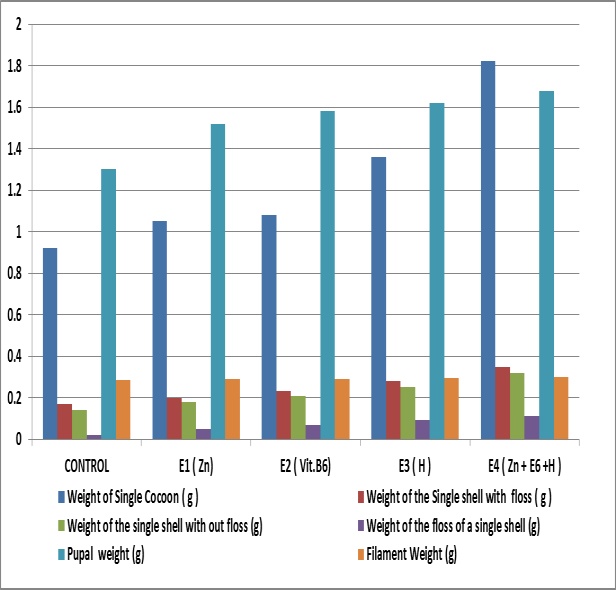 2
1.8
1.6
1.4
1.2
1
0.8
0.6
0.4
0.2
0
CONTROL E1 ( Zn) E2 ( Vit.B6) E3 ( H ) E4 ( Zn + E6 +H )
Weight of Single Cocoon ( g ) Weight of the Single shell with floss ( g )
Weight of the single shell with out floss (g) Weight of the floss of a single shell (g)
Pupal weight (g) Filament Weight (g)